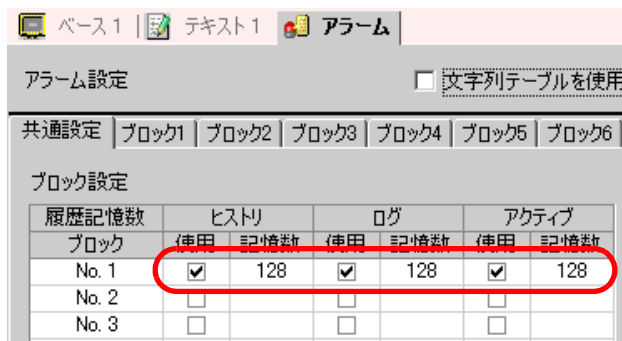 ベース1 テキスト1 アラーム
アラーム設定 文字列テーブルを使用
共通設定 ブロック1 ブロック2 ブロック3 ブロック4 ブロック5 ブロック6
ブロック設定
履歴記憶数 ヒストリ ログ アクティブ
ブロック 使用 記憶数 使用 記憶数 使用 記憶数
No. 1 128 128 128
No. 2
No. 3